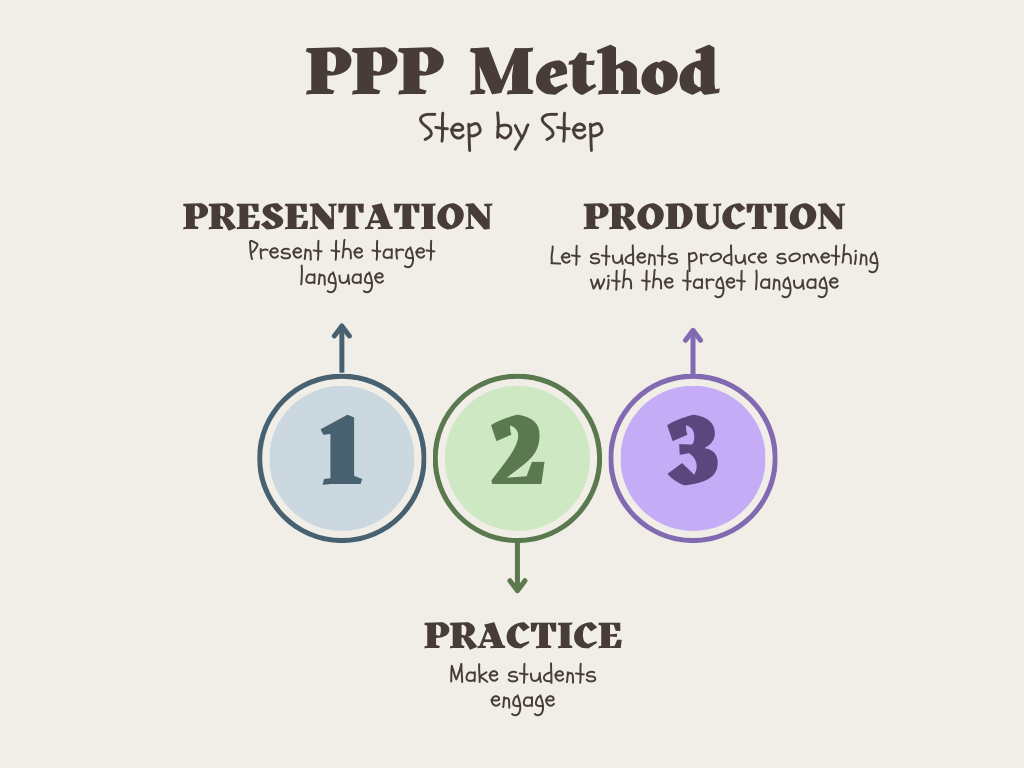 PPP Method
Step by Step
PRESENTATION
Present the target
language
PRODUCTION
Let students produce something
with the target language
1
2
3
PRACTICE
Make students
engage